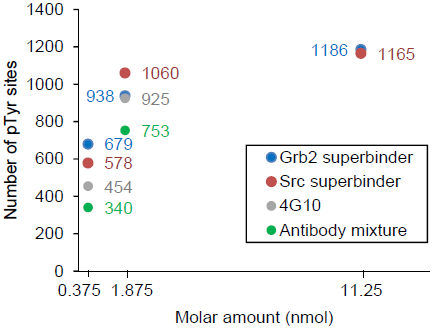 1400
1200
1000
800
600
400
200
0
Number of pTyr sites
1186
1165
1060
938
925
753
679
578
454
340
Grb2 superbinder
Src superbinder
4G10
Antibody mixture
0.375 1.875 11.25
Molar amount (nmol)